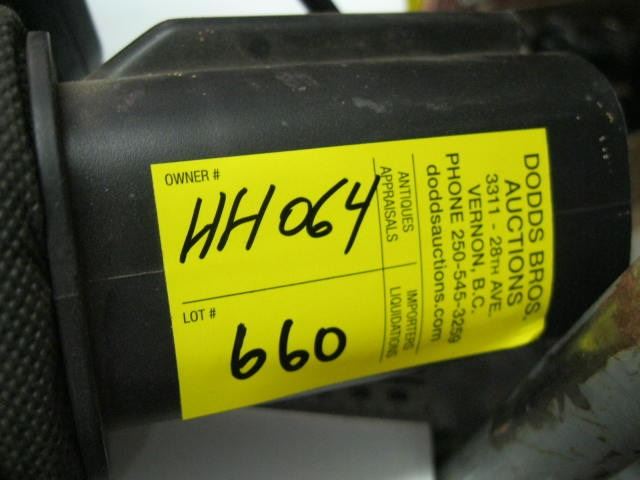 OWNER #
HH064
LOT #
660
ANTIQUES
APPRAISALS
IMPORTERS
LIQUIDATIONS
DODDS BROS.
AUCTIONS
3311 - 28TH AVE.
VERNON, B.C.
PHONE 250-545-3259
doddsauctions.com